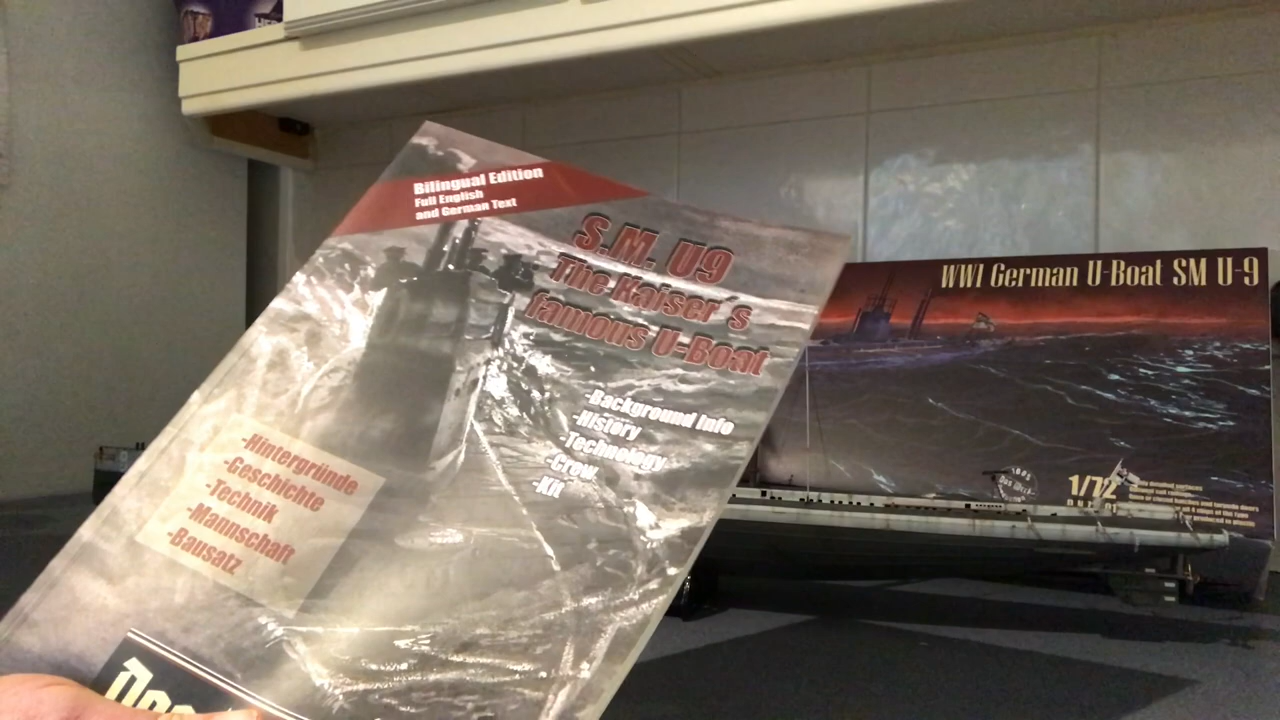 Bilingual Edition
Full English
and German Text
S.M. U9
The Kaiser´s
famous U-Boat
-Background Info
-History
-Technology
-Crew
-Kit
-Hintergründe
-Geschichte
-Technik
-Mannschaft
-Bausatz
WWI German U-Boat SM U-9
1/72